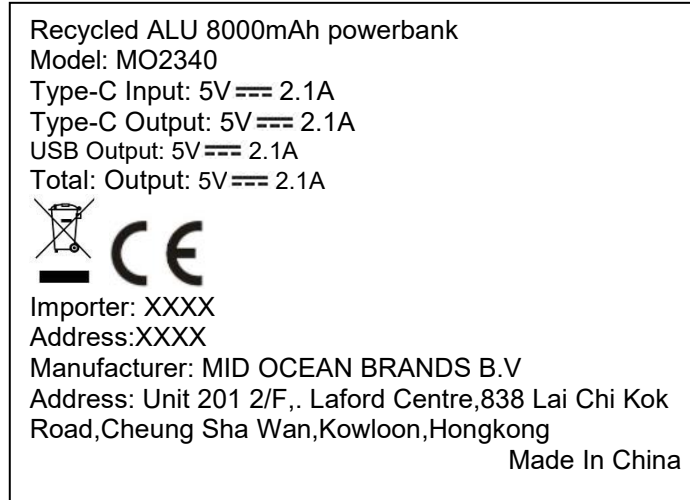 Recycled ALU 8000mAh powerbank
Model: MO2340
Type-C Input: 5V⎓2.1A
Type-C Output: 5V⎓2.1A
USB Output: 5V⎓2.1A
Total: Output: 5V⎓2.1A
CE
Importer: XXXX
Address:XXXX
Manufacturer: MID OCEAN BRANDS B.V
Address: Unit 201 2/F,. Laford Centre,838 Lai Chi Kok
Road,Cheung Sha Wan,Kowloon,Hongkong
Made In China